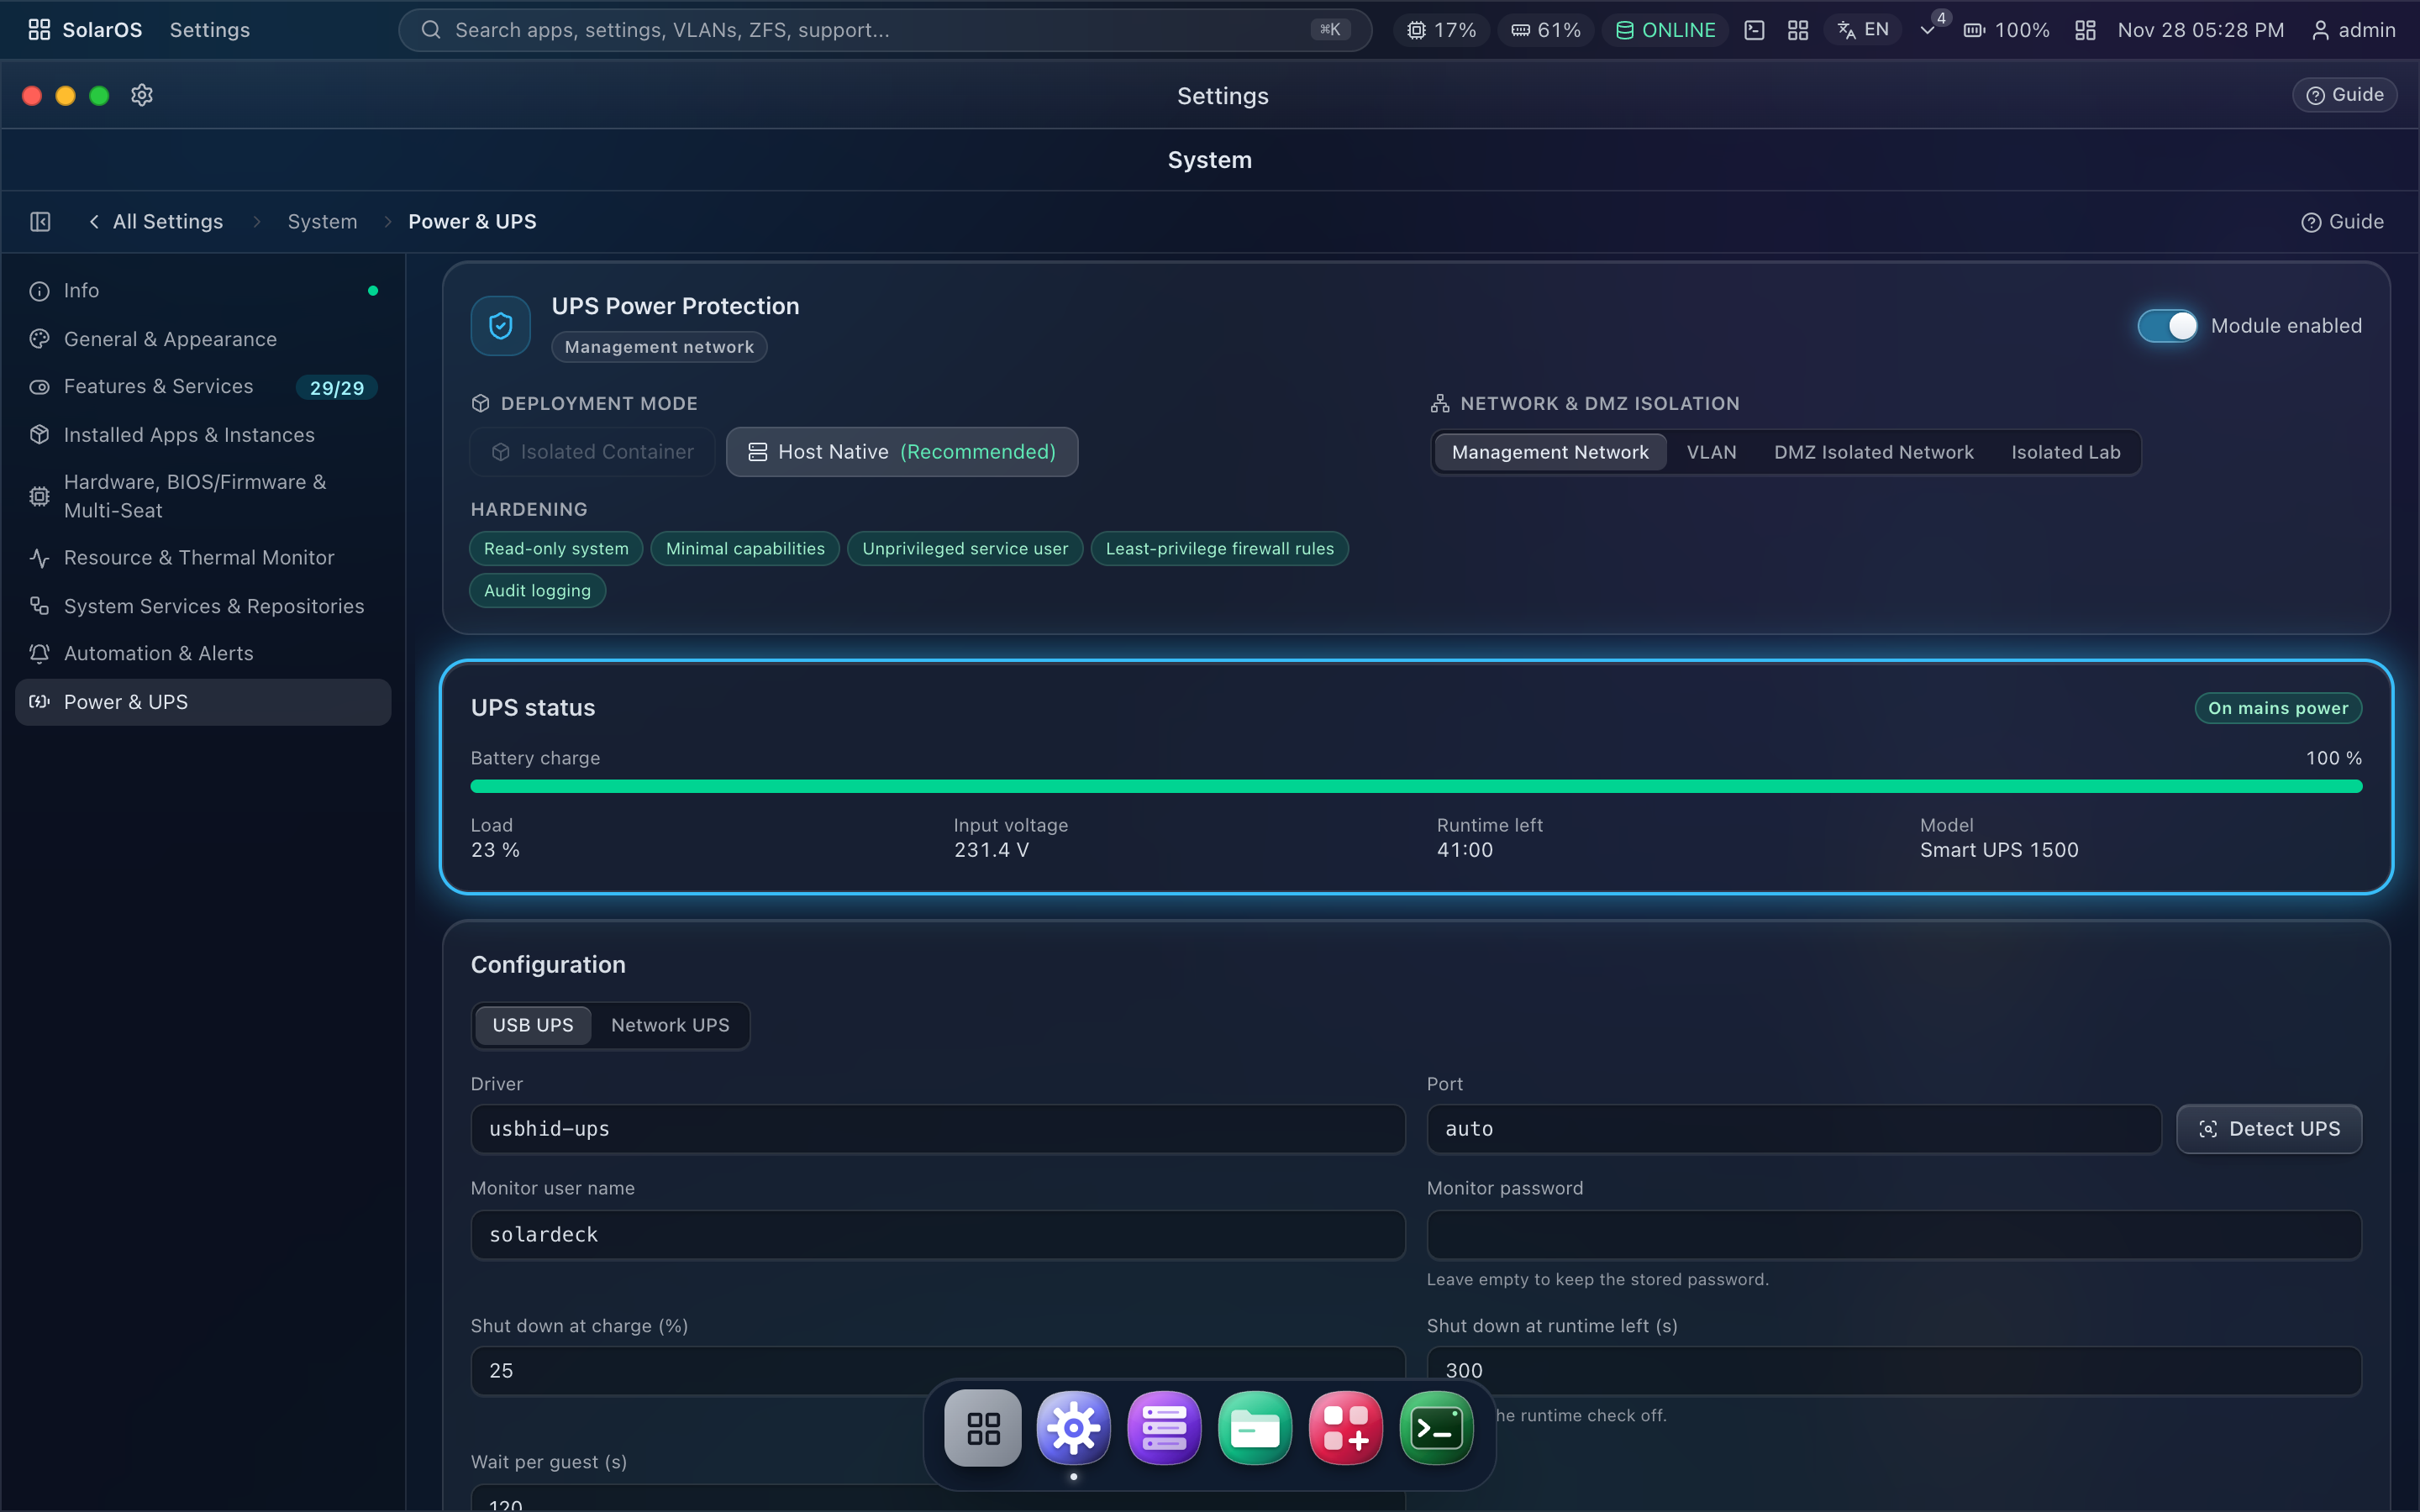 SolarOS Settings Search apps, settings, VLANs, ZFS, support... ⌘K 17% 61% ONLINE EN 4 100% Nov 28 05:28 PM admin
Settings Guide
System
All Settings System Power & UPS Guide
Info
General & Appearance
Features & Services 29/29
Installed Apps & Instances
Hardware, BIOS/Firmware &
Multi-Seat
Resource & Thermal Monitor
System Services & Repositories
Automation & Alerts
Power & UPS
UPS Power Protection
Management network
Module enabled
DEPLOYMENT MODE
Isolated Container Host Native (Recommended)
NETWORK & DMZ ISOLATION
Management Network VLAN DMZ Isolated Network Isolated Lab
HARDENING
Read-only system Minimal capabilities Unprivileged service user Least-privilege firewall rules
Audit logging
UPS status On mains power
Battery charge 100 %
Load Input voltage Runtime left Model
23 % 231.4 V 41:00 Smart UPS 1500
Configuration
USB UPS Network UPS
Driver Port
usbhid-ups auto Detect UPS
Monitor user name Monitor password
solardeck
Leave empty to keep the stored password.
Shut down at charge (%) Shut down at runtime left (s)
25 300
he runtime check off.
Wait per guest (s)
120